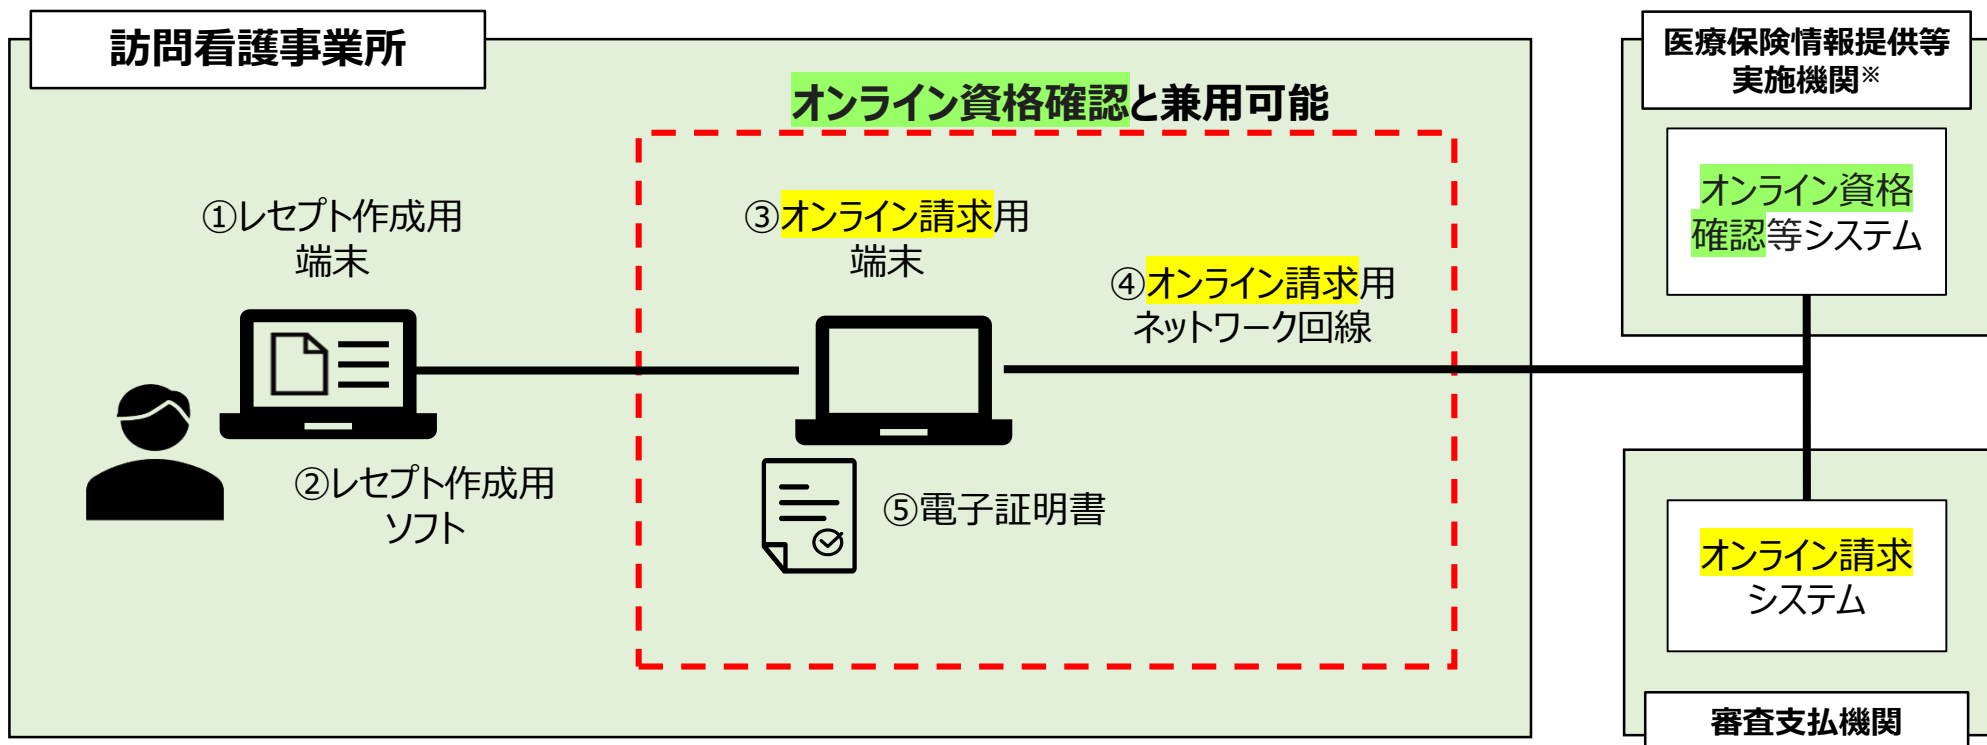 訪問看護事業所
オンライン資格確認と兼用可能
①レセプト作成用
端末
②レセプト作成用
ソフト
③オンライン請求用
端末
④オンライン請求用
ネットワーク回線
⑤電子証明書
医療保険情報提供等
実施機関※
オンライン資格
確認等システム
オンライン請求
システム
審査支払機関